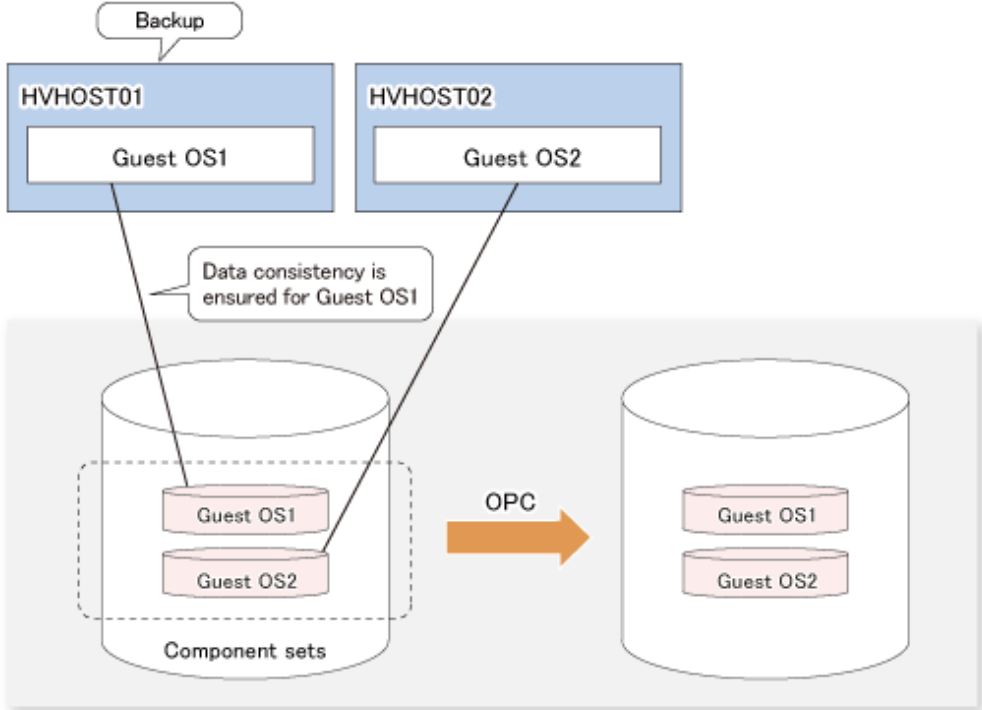 Backup
HVHOST01
HVHOST02
Guest OS1
Guest OS2
Data consistency is
ensured for Guest OS1
Guest OS1
Guest OS2
Component sets
OPC
Guest OS1
Guest OS2